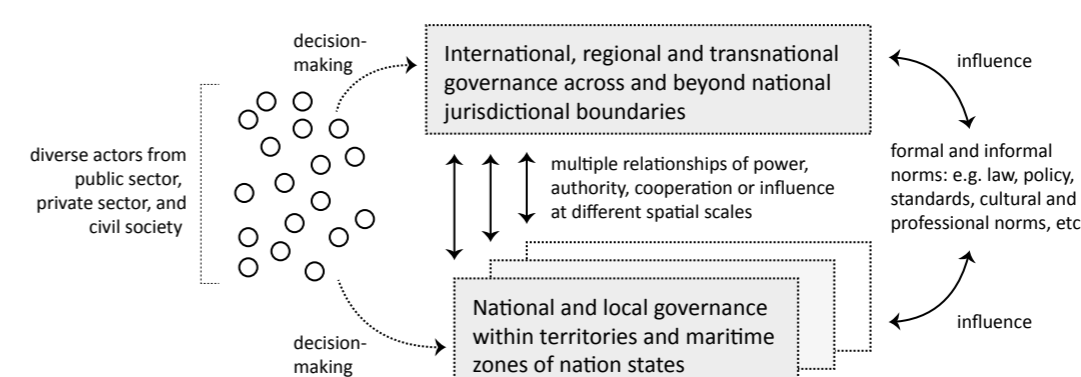 decision-
making
International, regional and transnational
governance across and beyond national
jurisdictional boundaries
influence
diverse actors from
public sector,
private sector, and
civil society
multiple relationships of power,
authority, cooperation or influence
at different spatial scales
formal and informal
norms: e.g. law, policy,
standards, cultural and
professional norms, etc
National and local governance
within territories and maritime
zones of nation states
influence
decision-
making